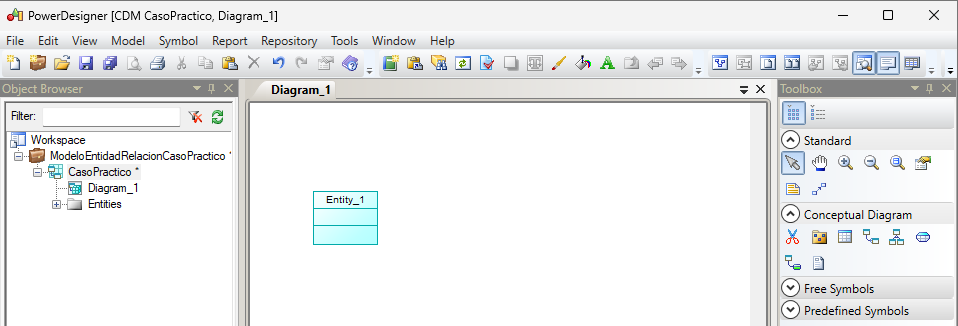 PowerDesigner [CDM CasoPractico, Diagram_1]
File Edit View Model Symbol Report Repository Tools Window Help
Object Browser
Filter:
Workspace
ModeloEntidadRelacionCasoPractico *
CasoPractico *
Diagram_1
Entities
Diagram_1
Entity_1
Toolbox
Standard
Conceptual Diagram
Free Symbols
Predefined Symbols